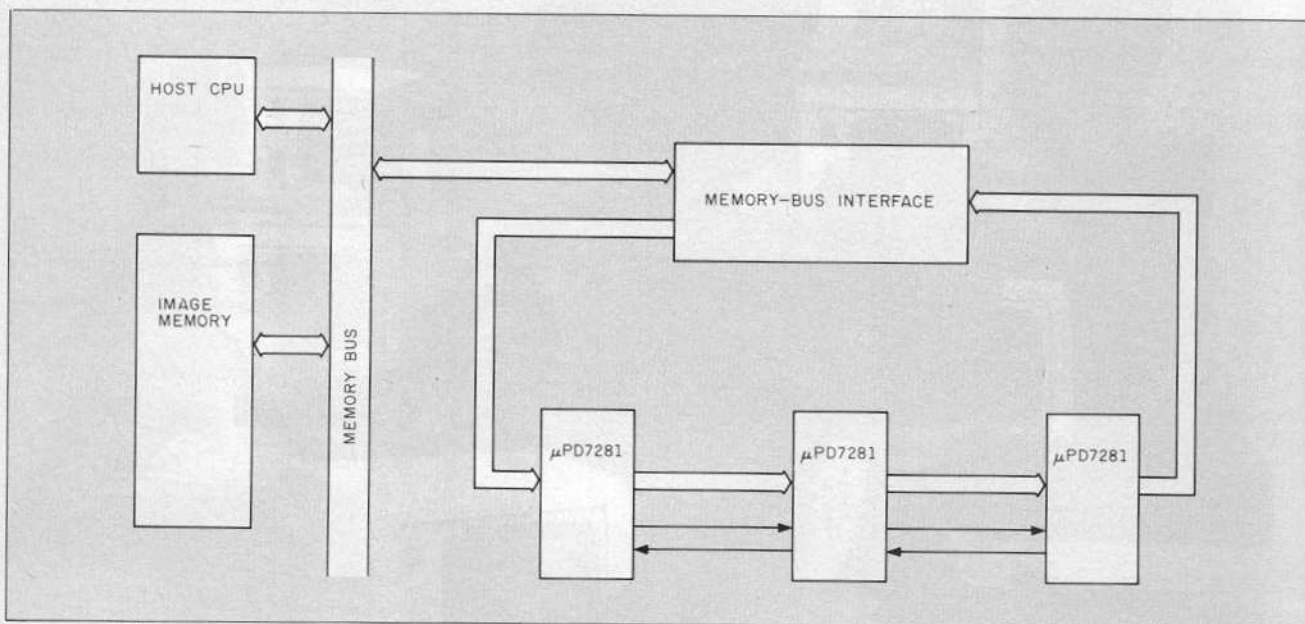 HOST CPU
IMAGE
MEMORY
MEMORY BUS
MEMORY-BUS INTERFACE
μPD7281
μPD7281
μPD7281